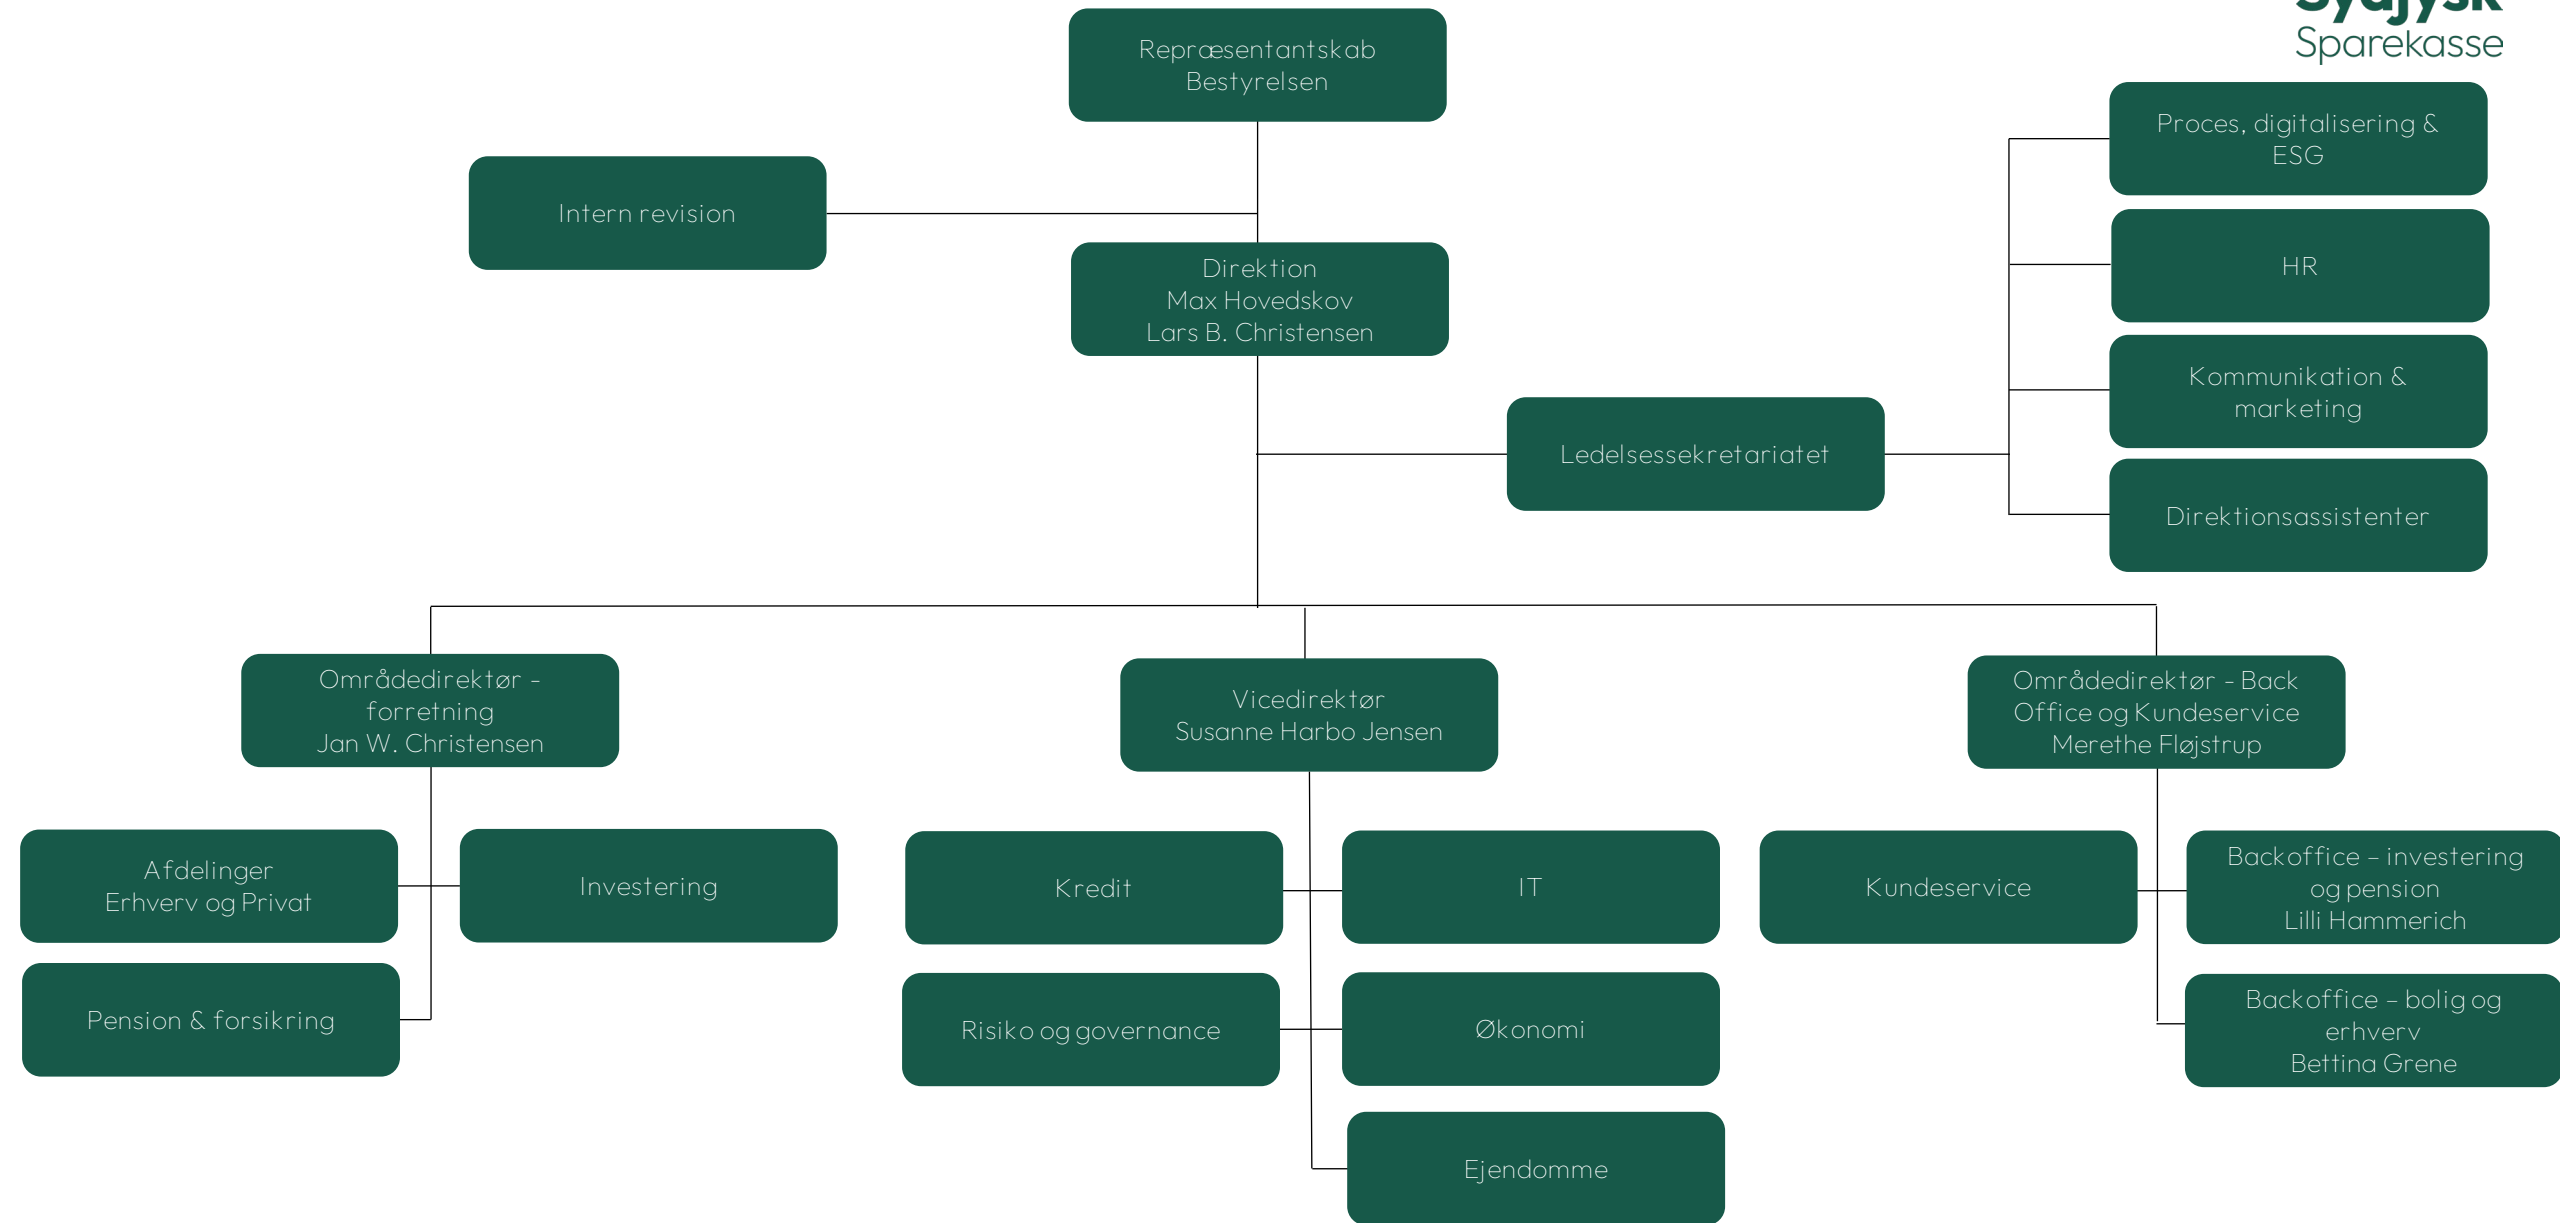 Sydjysk
Sparekasse
Repræsentantskab
Bestyrelsen
Proces, digitalisering &
ESG
Intern revision
HR
Direktion
Max Hovedskov
Lars B. Christensen
Kommunikation &
marketing
Ledelsessekretariatet
Direktionsassistenter
Områdedirektør -
forretning
Jan W. Christensen
Vicedirektør
Susanne Harbo Jensen
Områdedirektør - Back
Office og Kundeservice
Merethe Fløjstrup
Afdelinger
Erhverv og Privat
Investering
Kredit
IT
Kundeservice
Backoffice – investering
og pension
Lilli Hammerich
Pension & forsikring
Risiko og governance
Økonomi
Backoffice – bolig og
erhverv
Bettina Grene
Ejendomme